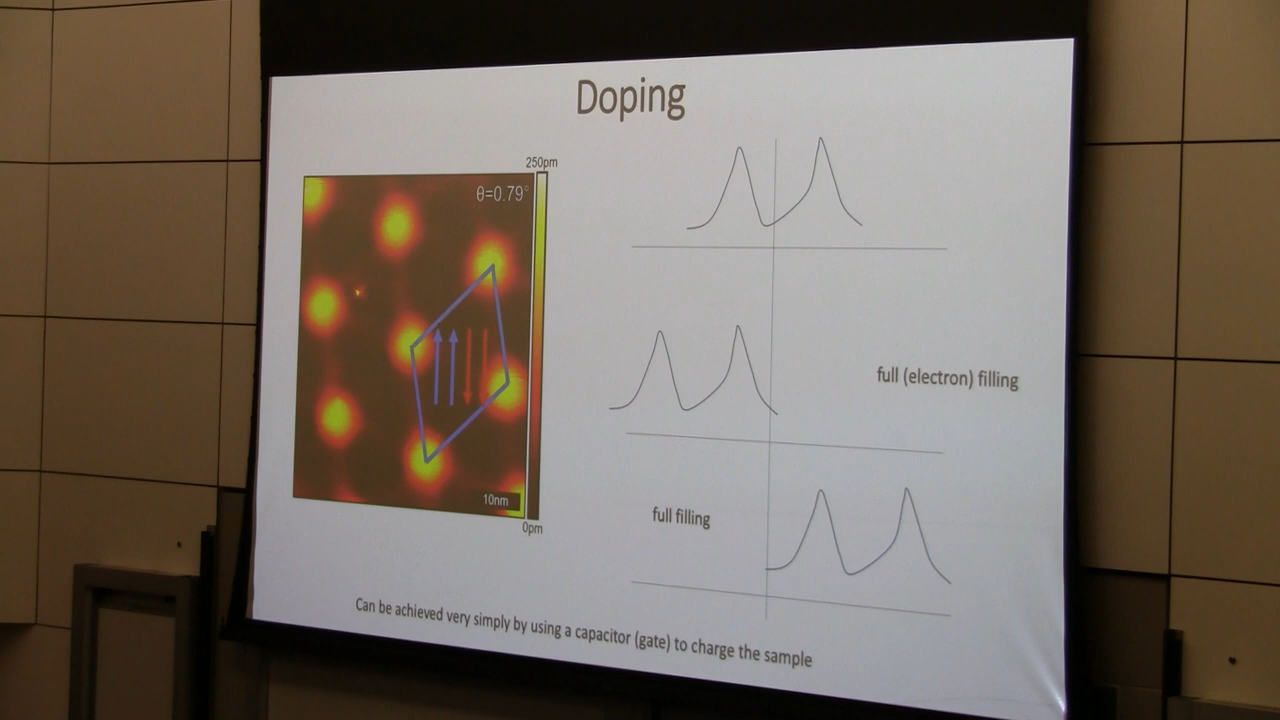 Doping
250pm
θ=0.79°
10nm
0pm
full (electron) filling
full filling
Can be achieved very simply by using a capacitor (gate) to charge the sample